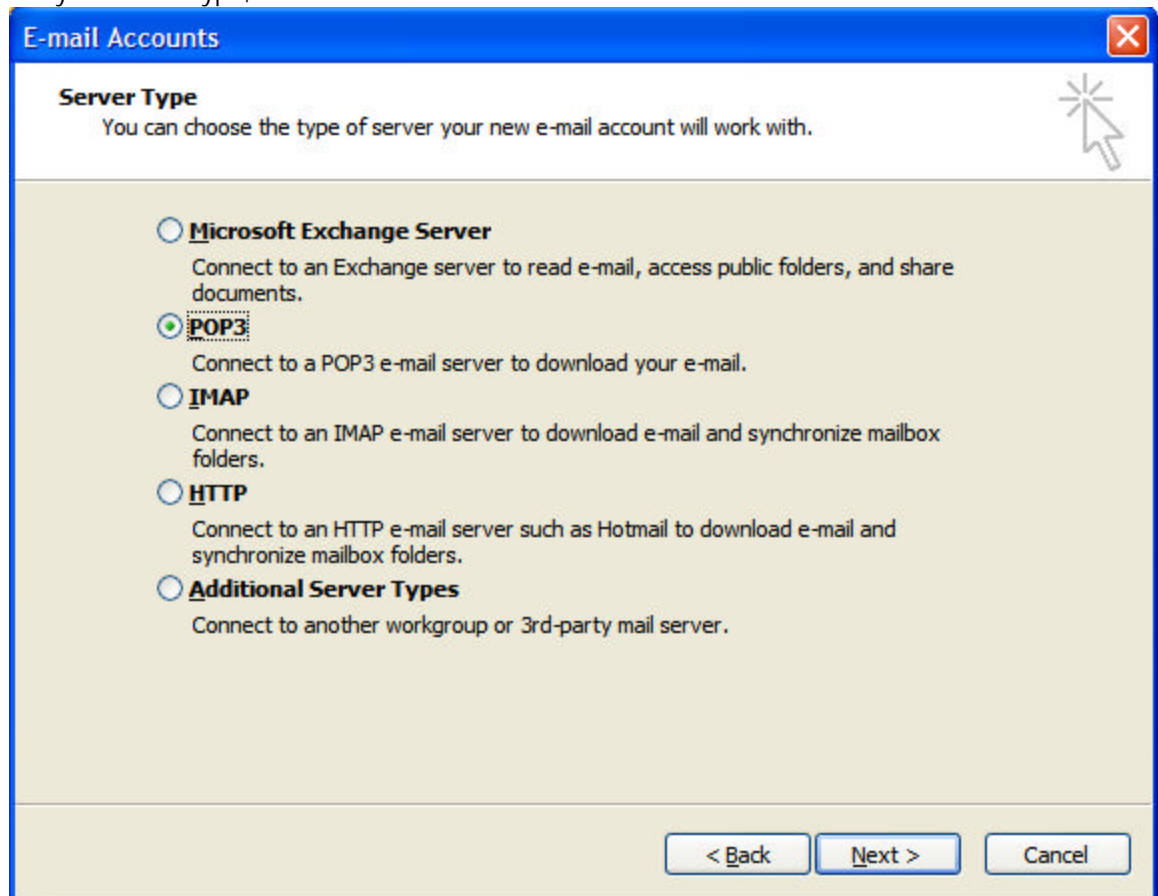 E-mail Accounts
Server Type
You can choose the type of server your new e-mail account will work with.
Microsoft Exchange Server
Connect to an Exchange server to read e-mail, access public folders, and share
documents.
POP3
Connect to a POP3 e-mail server to download your e-mail.
IMAP
Connect to an IMAP e-mail server to download e-mail and synchronize mailbox
folders.
HTTP
Connect to an HTTP e-mail server such as Hotmail to download e-mail and
synchronize mailbox folders.
Additional Server Types
Connect to another workgroup or 3rd-party mail server.
< Back Next > Cancel